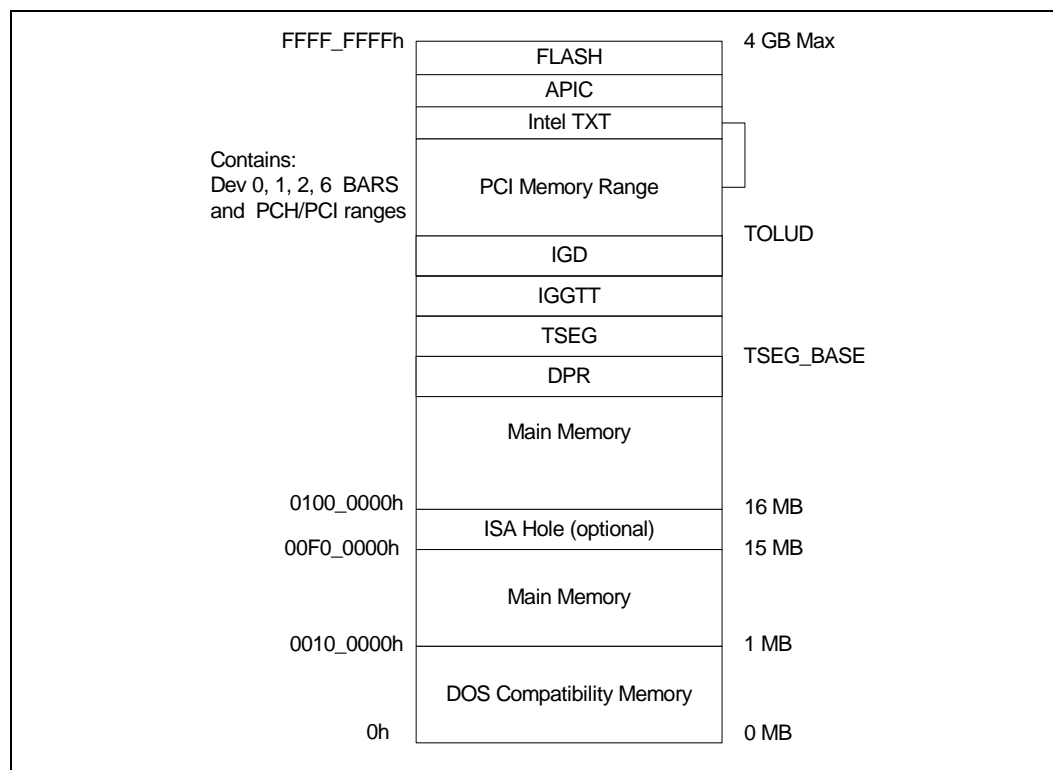 FFFF_FFFFh
4 GB Max
FLASH
APIC
Intel TXT
Contains:
Dev 0, 1, 2, 6 BARS
and PCH/PCI ranges
PCI Memory Range
TOLUD
IGD
IGGTT
TSEG
TSEG_BASE
DPR
Main Memory
0100_0000h
16 MB
ISA Hole (optional)
00F0_0000h
15 MB
Main Memory
0010_0000h
1 MB
DOS Compatibility Memory
0h
0 MB